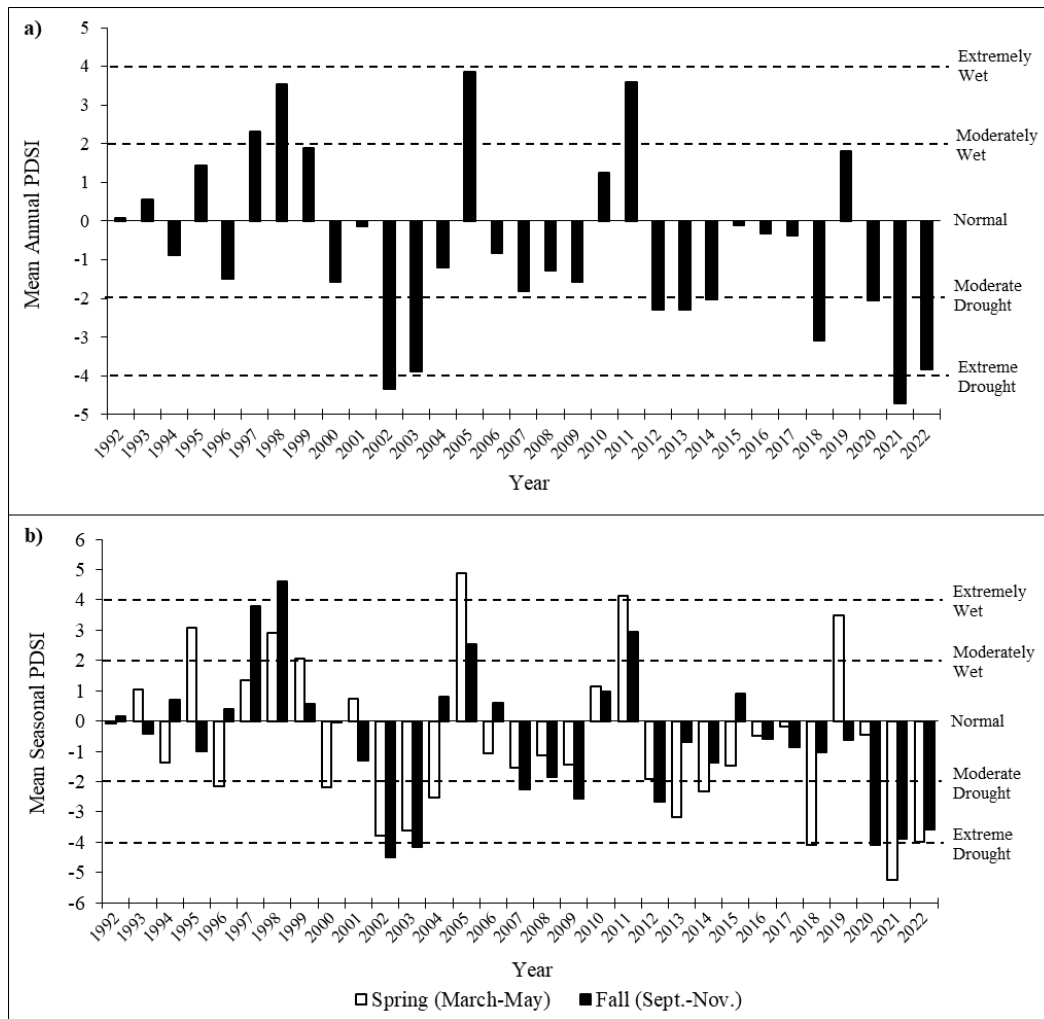 a)
Mean Annual PDSI
5
4
3
2
1
0
-1
-2
-3
-4
-5
Extremely
Wet
Moderately
Wet
Normal
Moderate
Drought
Extreme
Drought
1992 1993 1994 1995 1996 1997 1998 1999 2000 2001 2002 2003 2004 2005 2006 2007 2008 2009 2010 2011 2012 2013 2014 2015 2016 2017 2018 2019 2020 2021 2022
Year
b)
Mean Seasonal PDSI
6
5
4
3
2
1
0
-1
-2
-3
-4
-5
-6
Extremely
Wet
Moderately
Wet
Normal
Moderate
Drought
Extreme
Drought
1992 1993 1994 1995 1996 1997 1998 1999 2000 2001 2002 2003 2004 2005 2006 2007 2008 2009 2010 2011 2012 2013 2014 2015 2016 2017 2018 2019 2020 2021 2022
Year
Spring (March-May) Fall (Sept.-Nov.)